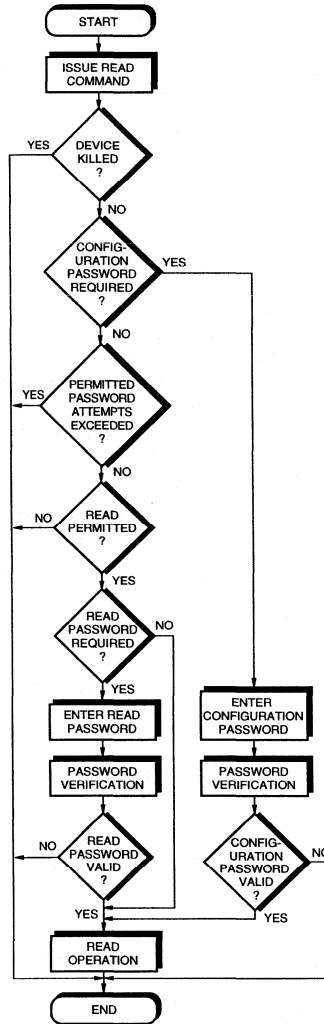 START
ISSUE READ
COMMAND
YES
DEVICE
KILLED
?
NO
CONFIG-
URATION
PASSWORD
REQUIRED
?
YES
NO
YES
PERMITTED
PASSWORD
ATTEMPTS
EXCEEDED
?
NO
NO
READ
PERMITTED
?
YES
READ
PASSWORD
REQUIRED
?
NO
YES
ENTER READ
PASSWORD
ENTER
CONFIGURATION
PASSWORD
PASSWORD
VERIFICATION
PASSWORD
VERIFICATION
NO
READ
PASSWORD
VALID
?
YES
CONFIG-
URATION
PASSWORD
VALID
?
NO
YES
READ
OPERATION
END